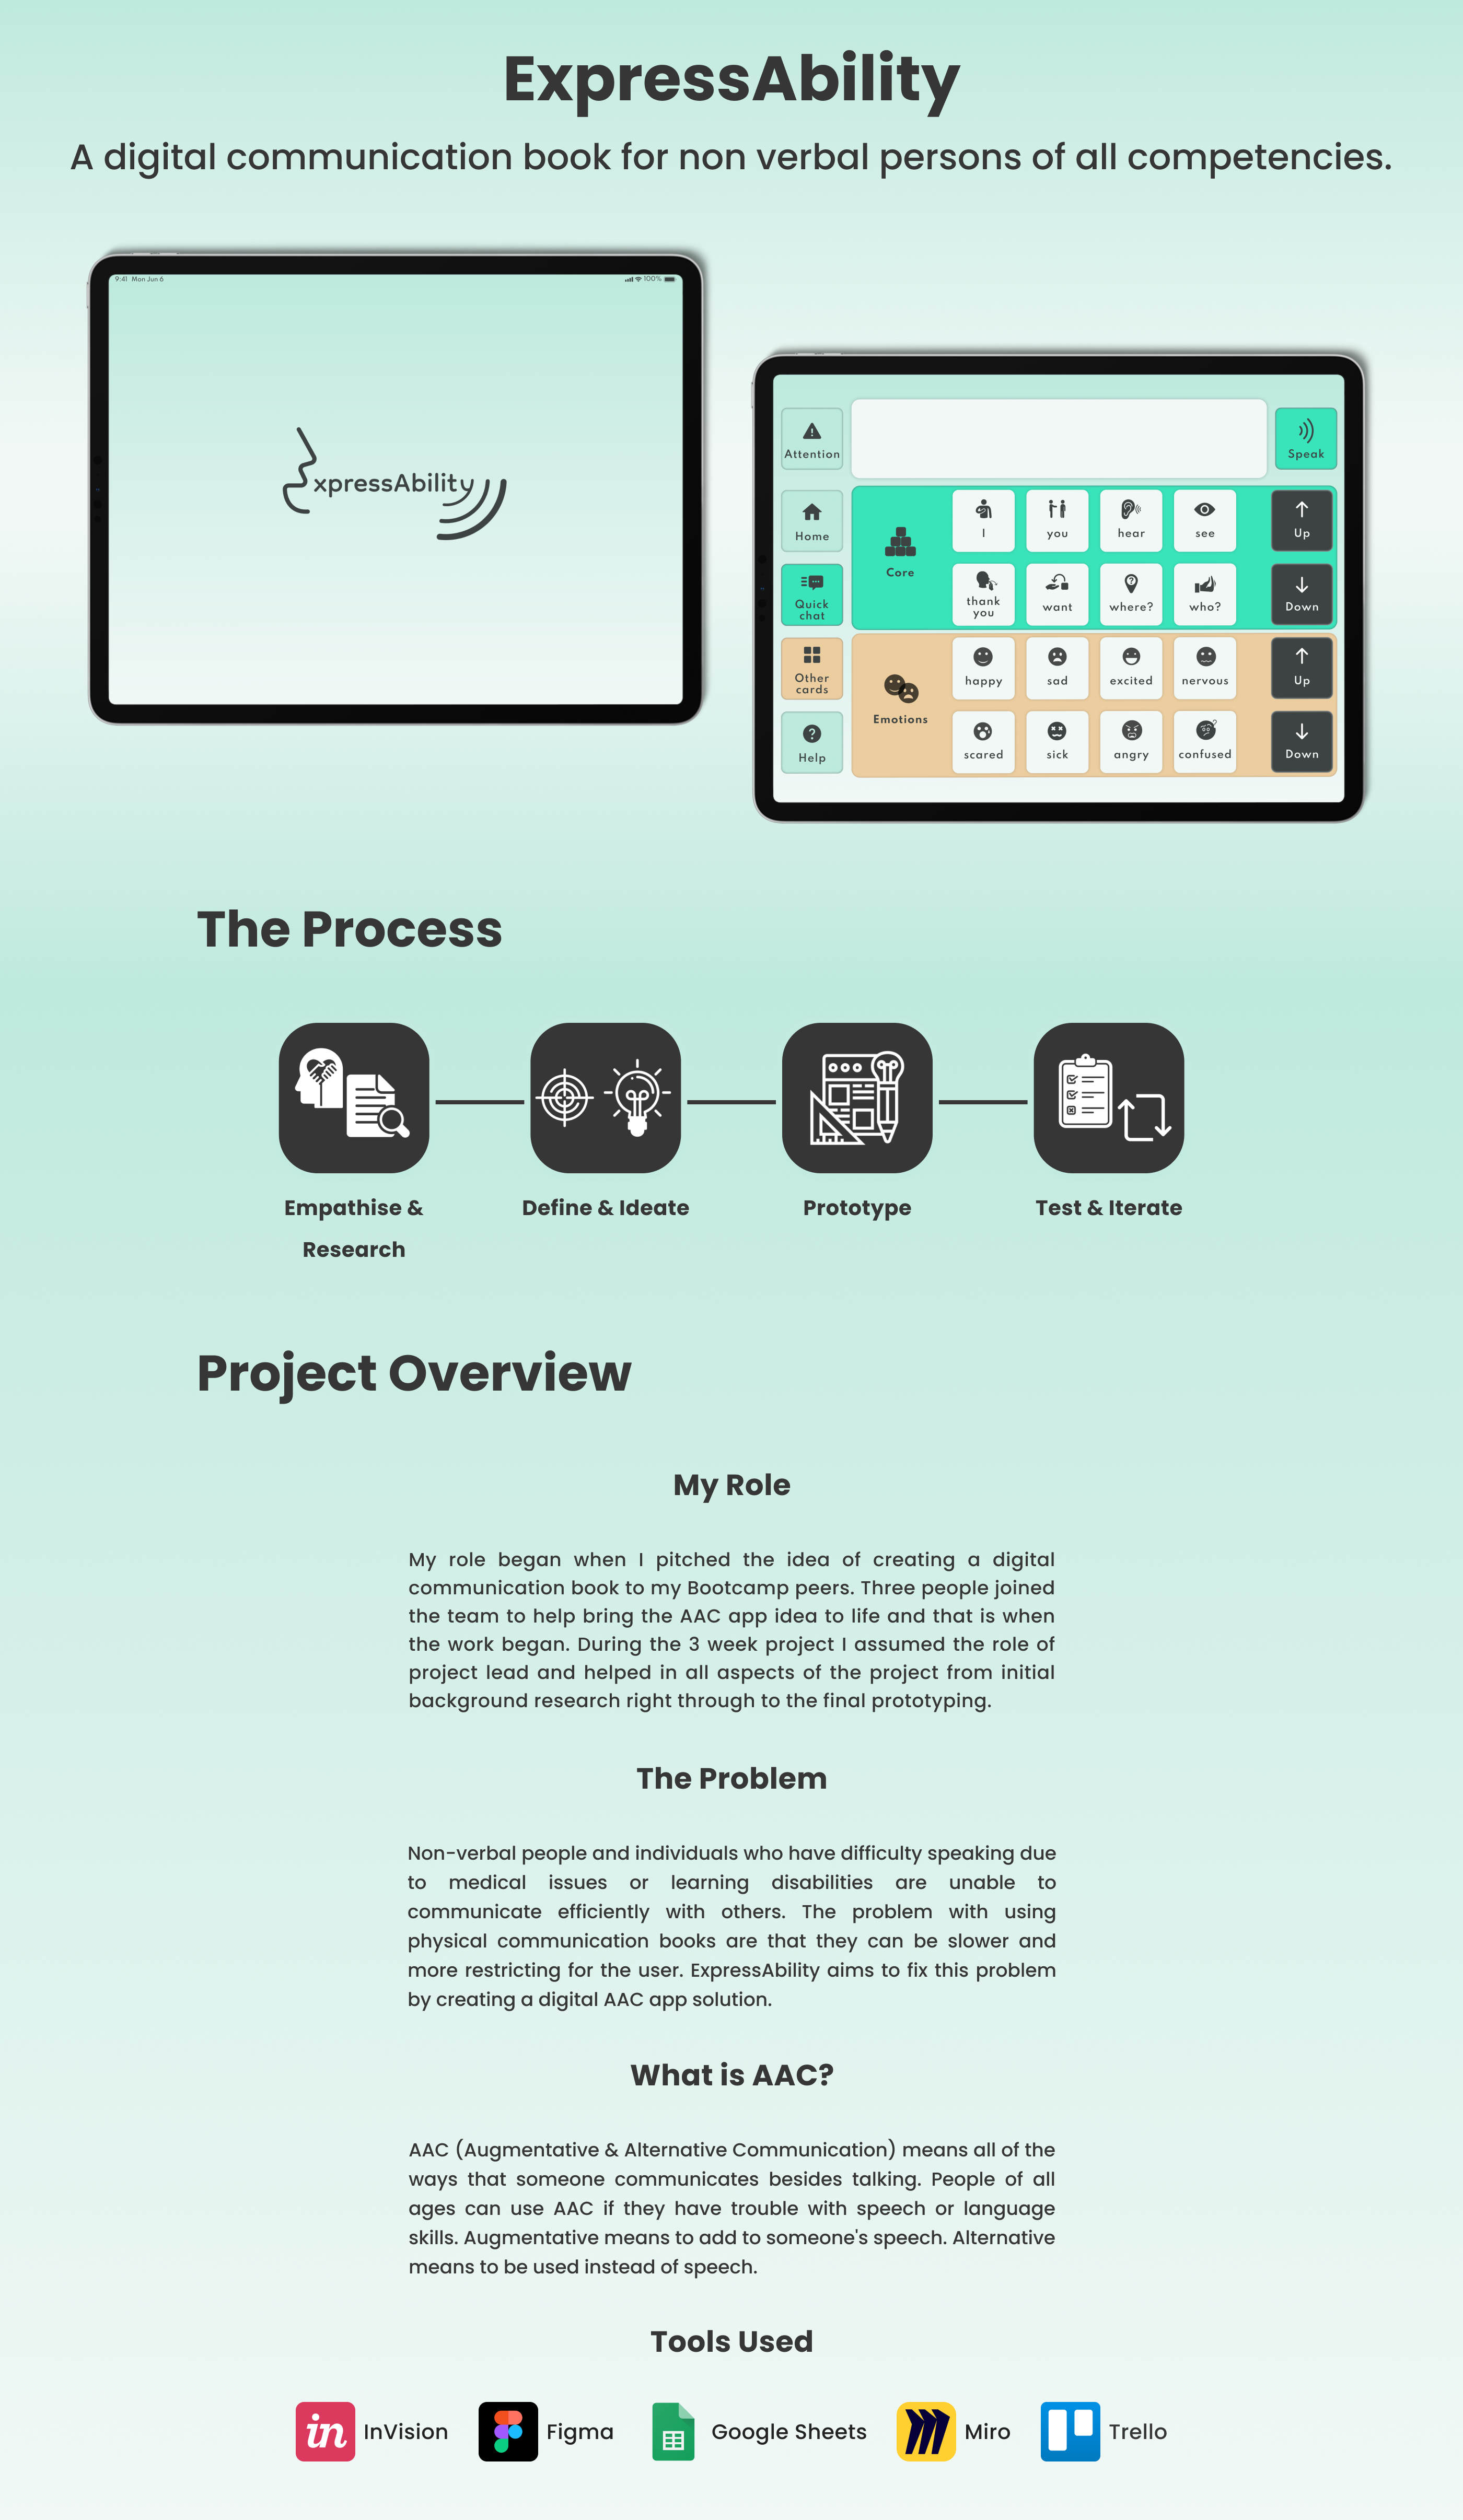 ExpressAbility
A digital communication book for non verbal persons of all competencies.
9:41 Mon Jun 6
100%
xpressAbility
Attention
Speak
Home
Core
I
you
hear
see
Up
Quick
chat
thank
you
want
where?
who?
Down
Other
cards
Emotions
happy
sad
excited
nervous
Up
Help
scared
sick
angry
confused
Down
The Process
Empathise &
Research
Define & Ideate
Prototype
Test & Iterate
Project Overview
My Role
My role began when I pitched the idea of creating a digital
communication book to my Bootcamp peers. Three people joined
the team to help bring the AAC app idea to life and that is when
the work began. During the 3 week project I assumed the role of
project lead and helped in all aspects of the project from initial
background research right through to the final prototyping.
The Problem
Non-verbal people and individuals who have difficulty speaking due
to medical issues or learning disabilities are unable to
communicate efficiently with others. The problem with using
physical communication books are that they can be slower and
more restricting for the user. ExpressAbility aims to fix this problem
by creating a digital AAC app solution.
What is AAC?
AAC (Augmentative & Alternative Communication) means all of the
ways that someone communicates besides talking. People of all
ages can use AAC if they have trouble with speech or language
skills. Augmentative means to add to someone's speech. Alternative
means to be used instead of speech.
Tools Used
in InVision
Figma
Google Sheets
Miro
Trello